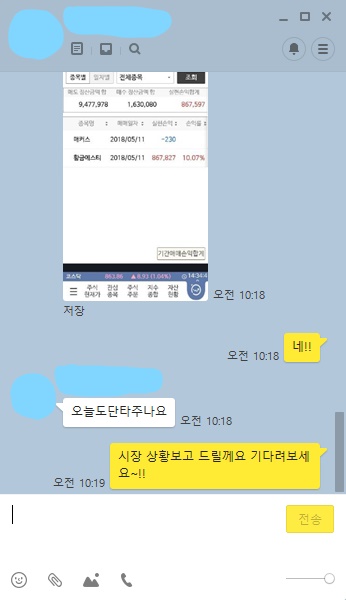 종목별 일자별 전체종목 조회
매도 정산금액 합 매수 정산금액 합 실현손익합계
9,477,978 1,630,080 867,597
종목명 매매일자 실현손익 손익률
아커스 2018/05/11 -230
황금에스티 2018/05/11 867,827 10.07%
기간매매손익합계
코스닥 863.86 ▲ 8.93 (1.04%) 14:34:4
주식현재가 관심종목 주식주문 지수종합 자산현황
오전 10:18
저장
네!!
오전 10:18
오늘도단타주나요
오전 10:18
시장 상황보고 드릴께요 기다려보세
요~!!
오전 10:19
전송